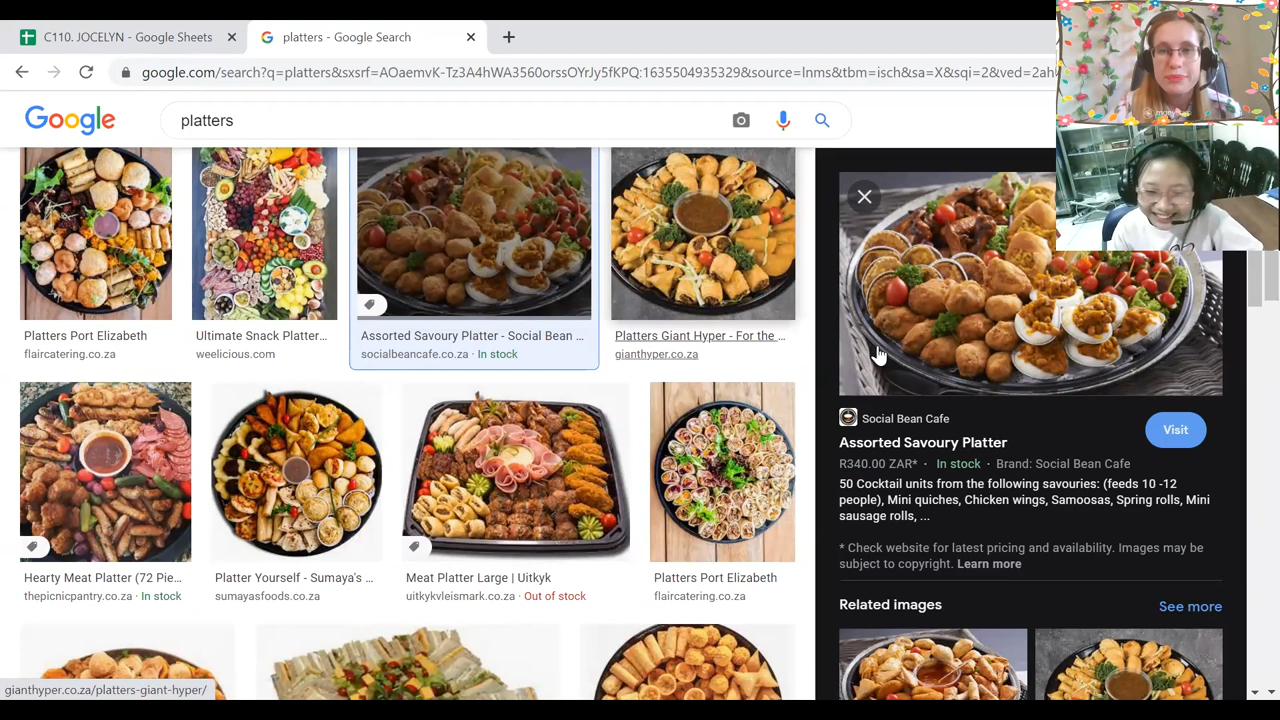 C110. JOCELYN - Google Sheets
platters - Google Search
google.com/search?q=platters&sxsrf=AOaemvK-Tz3A4hWA3560orssOYrJy5fKPQ:1635504935329&source=lnms&tbm=isch&sa=X&sqi=2&ved=2ah
Google
platters
Platters Port Elizabeth
flaircatering.co.za
Ultimate Snack Platter...
weelicious.com
Assorted Savoury Platter - Social Bean ...
socialbeancafe.co.za · In stock
Platters Giant Hyper - For the ...
gianthyper.co.za
Social Bean Cafe
Visit
Assorted Savoury Platter
R340.00 ZAR* · In stock · Brand: Social Bean Cafe
50 Cocktail units from the following savouries: (feeds 10 -12
people), Mini quiches, Chicken wings, Samoosas, Spring rolls, Mini
sausage rolls, ...
* Check website for latest pricing and availability. Images may be
subject to copyright. Learn more
Related images
See more
Hearty Meat Platter (72 Pie...
thepicnicpantry.co.za · In stock
Platter Yourself - Sumaya's ...
sumayasfoods.co.za
Meat Platter Large | Uitkyk
uitkykvleismark.co.za · Out of stock
Platters Port Elizabeth
flaircatering.co.za
gianthyper.co.za/platters-giant-hyper/